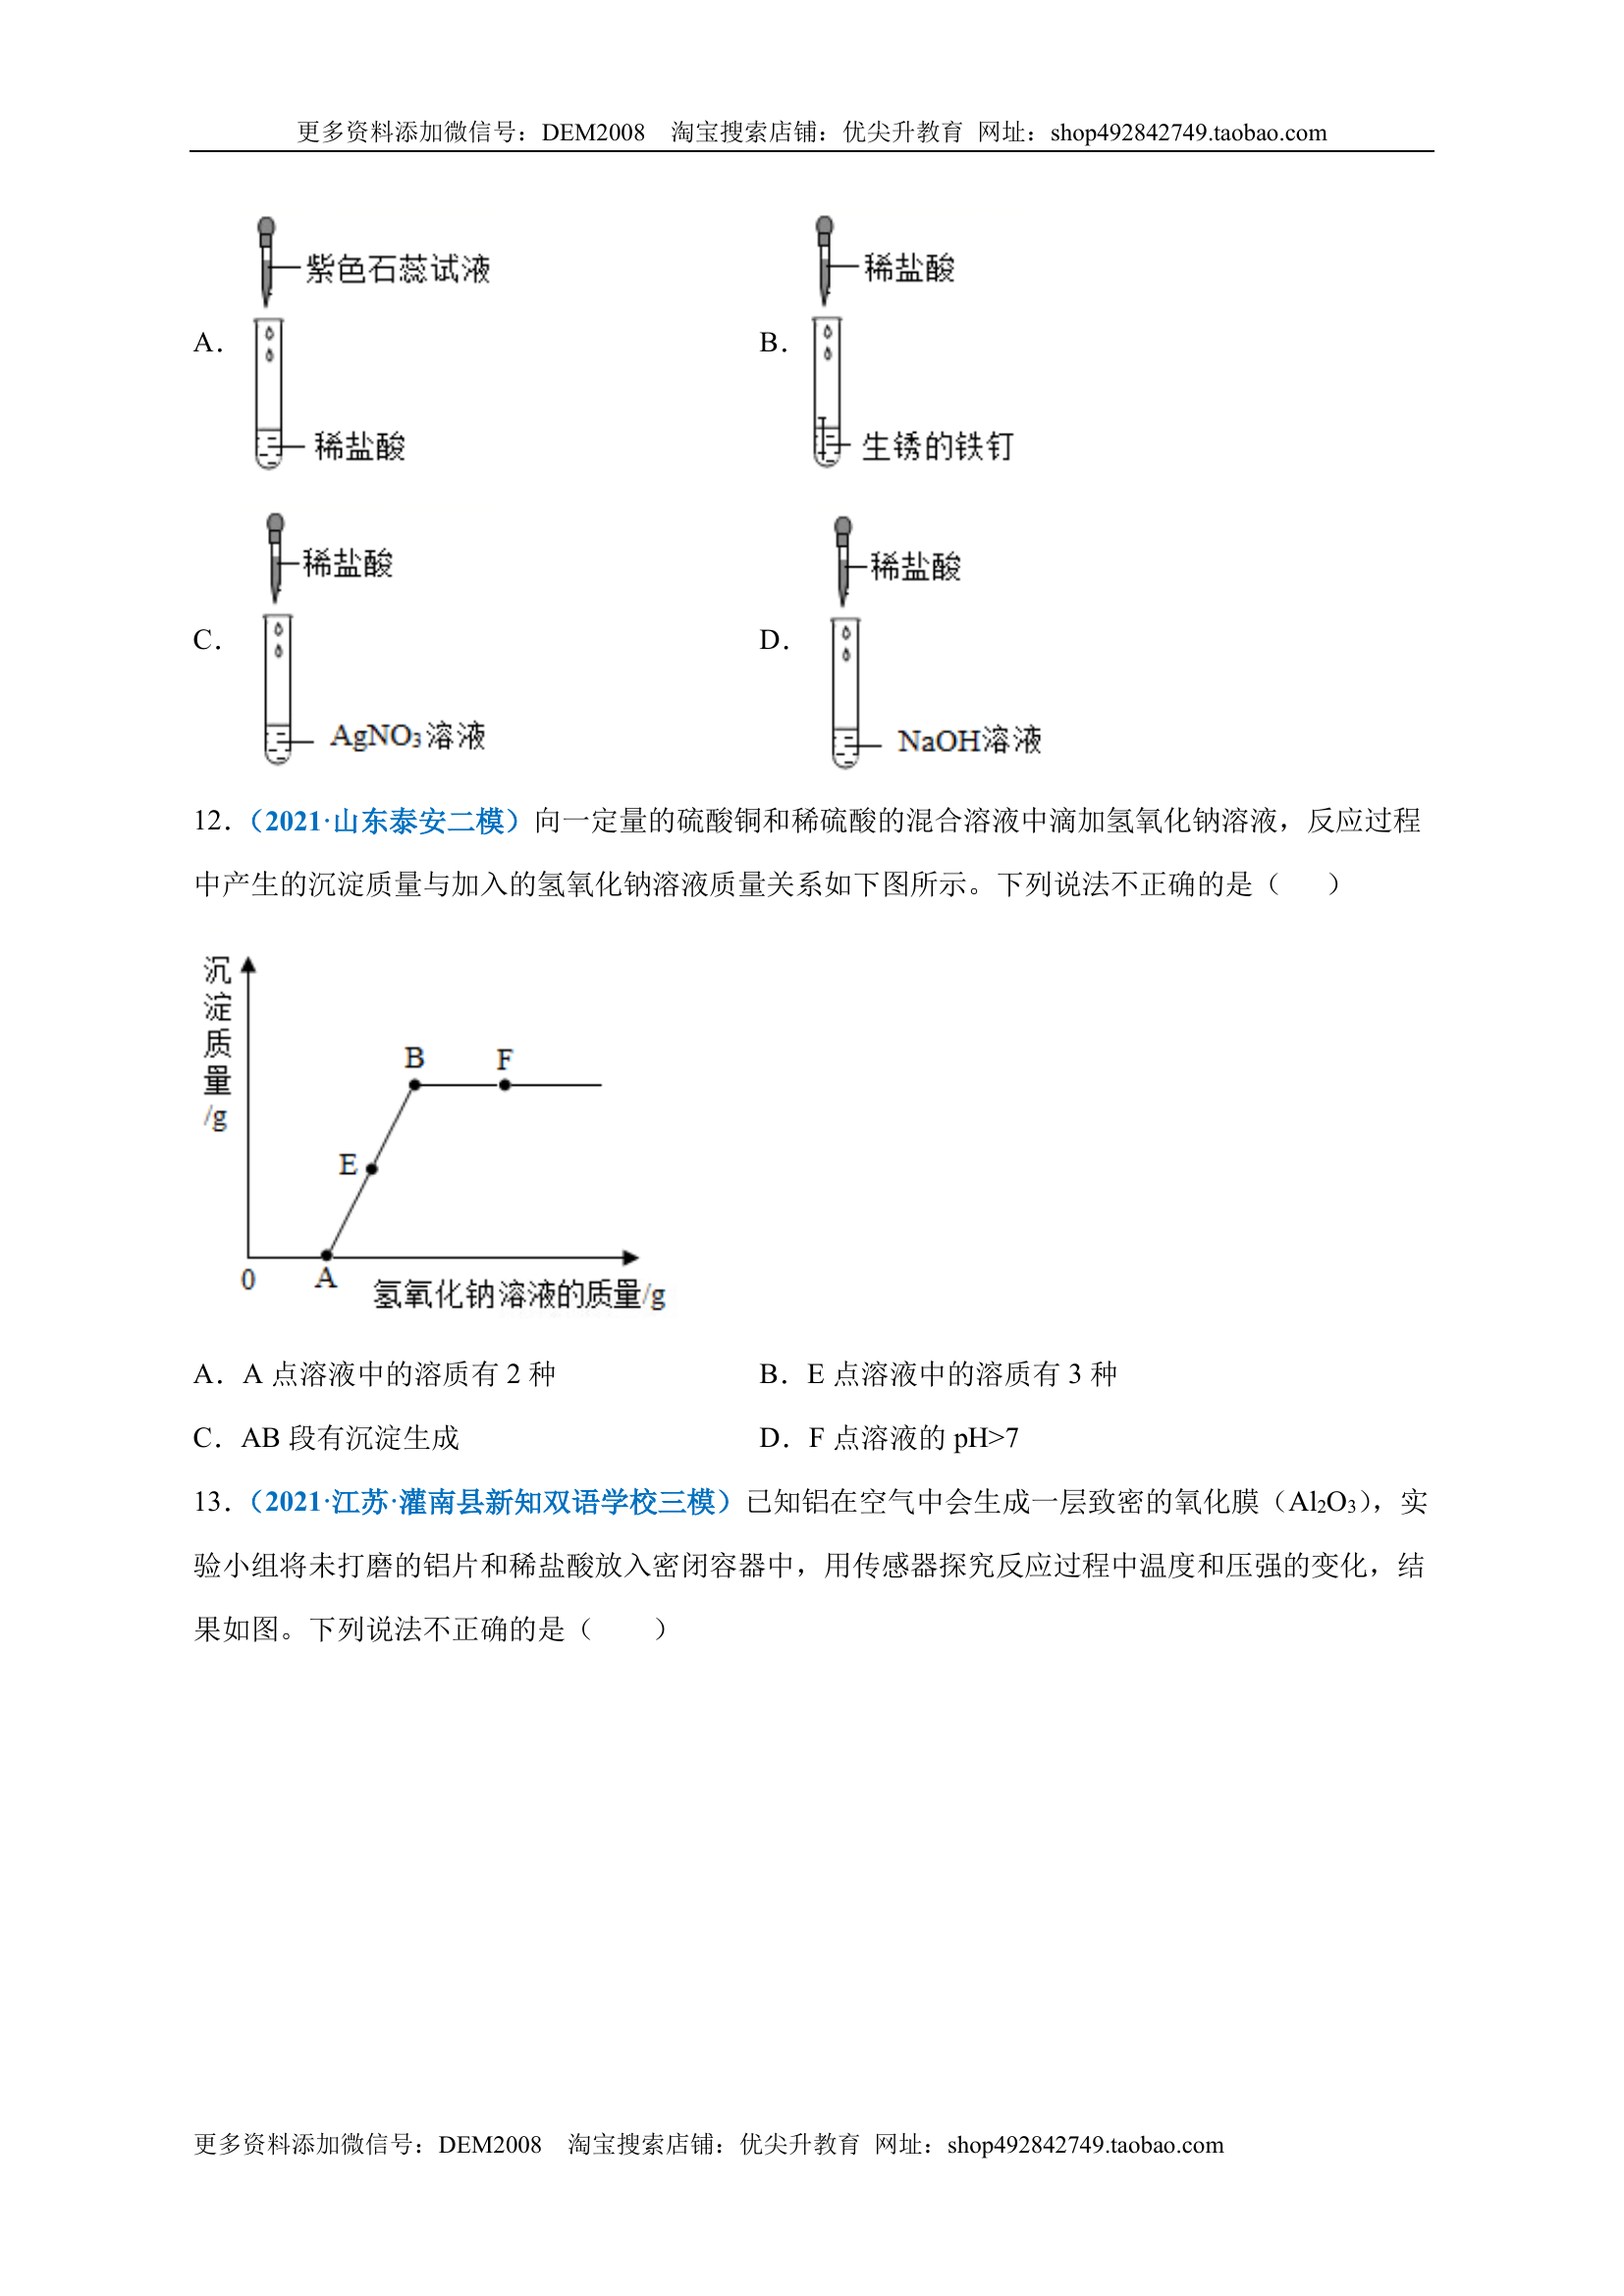 更多资料添加微信号：DEM2008 淘宝搜索店铺：优尖升教育 网址：shop492842749.taobao.com
紫色石蕊试液
稀盐酸
A．
B．
稀盐酸
生锈的铁钉
稀盐酸
稀盐酸
C．
D．
AgNO₃溶液
NaOH溶液
12．（2021·山东泰安二模）向一定量的硫酸铜和稀硫酸的混合溶液中滴加氢氧化钠溶液，反应过程
中产生的沉淀质量与加入的氢氧化钠溶液质量关系如下图所示。下列说法不正确的是（ ）
沉淀质量/g
B F
E
0 A
氢氧化钠溶液的质量/g
A．A 点溶液中的溶质有 2 种 B．E 点溶液中的溶质有 3 种
C．AB 段有沉淀生成 D．F 点溶液的 pH>7
13．（2021·江苏·灌南县新知双语学校三模）已知铝在空气中会生成一层致密的氧化膜（Al₂O₃），实
验小组将未打磨的铝片和稀盐酸放入密闭容器中，用传感器探究反应过程中温度和压强的变化，结
果如图。下列说法不正确的是（ ）
更多资料添加微信号：DEM2008 淘宝搜索店铺：优尖升教育 网址：shop492842749.taobao.com